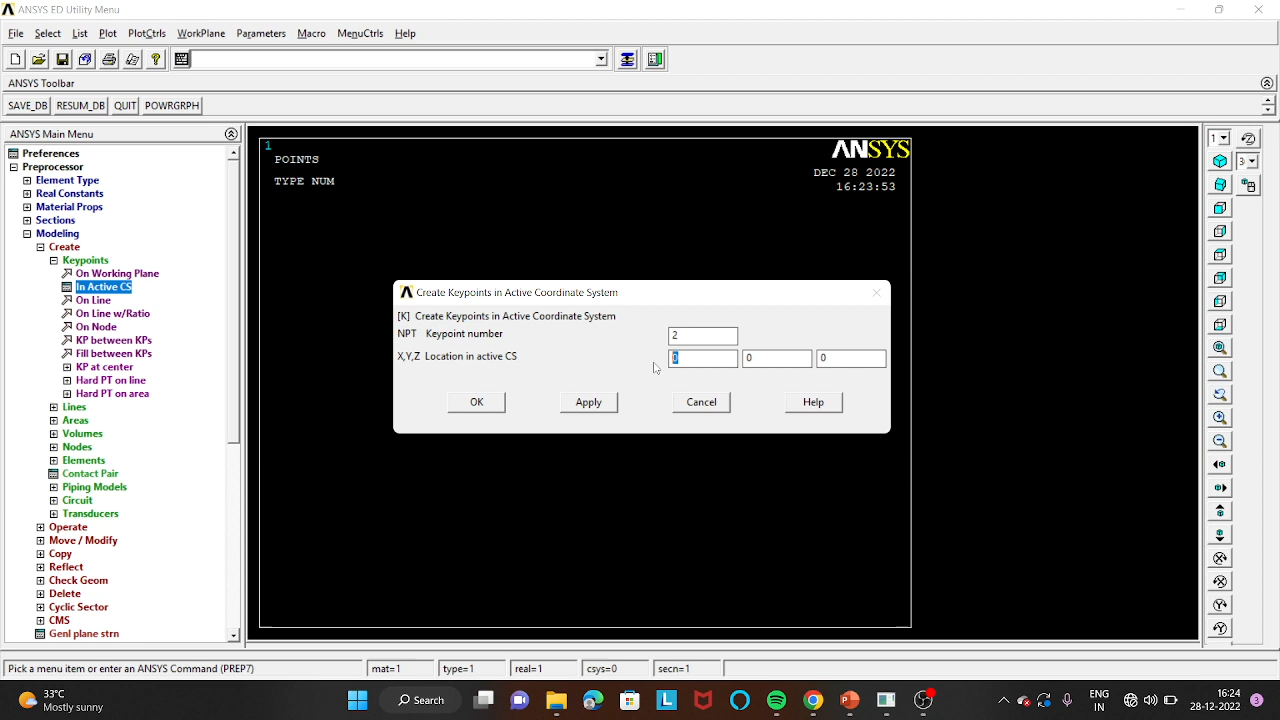 ANSYS ED Utility Menu
File Select List Plot PlotCtrls WorkPlane Parameters Macro MenuCtrls Help
ANSYS Toolbar
SAVE_DB RESUM_DB QUIT POWRGRPH
ANSYS Main Menu
Preferences
Preprocessor
Element Type
Real Constants
Material Props
Sections
Modeling
Create
Keypoints
On Working Plane
In Active CS
On Line
On Line w/Ratio
On Node
KP between KPs
Fill between KPs
KP at center
Hard PT on line
Hard PT on area
Lines
Areas
Volumes
Nodes
Elements
Contact Pair
Piping Models
Circuit
Transducers
Operate
Move / Modify
Copy
Reflect
Check Geom
Delete
Cyclic Sector
CMS
Genl plane strn
1
POINTS
TYPE NUM
ANSYS
DEC 28 2022
16:23:53
Create Keypoints in Active Coordinate System
[K] Create Keypoints in Active Coordinate System
NPT Keypoint number 2
X,Y,Z Location in active CS 0 0 0
OK Apply Cancel Help
1
3
Pick a menu item or enter an ANSYS Command (PREP7) mat=1 type=1 real=1 csys=0 secn=1
33°C
Mostly sunny
Search
ENG
IN
16:24
28-12-2022
3